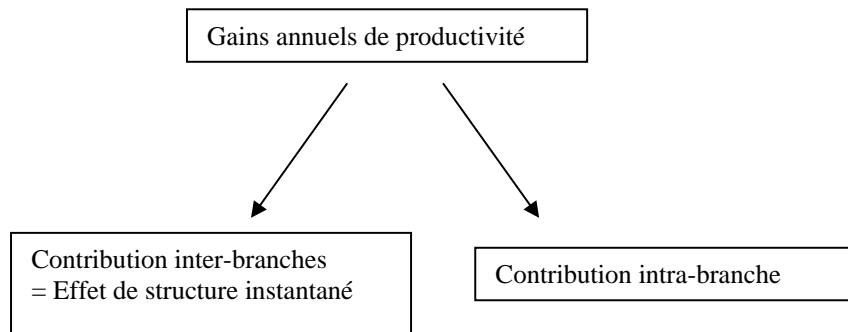 Gains annuels de productivité
Contribution inter-branches
= Effet de structure instantané
Contribution intra-branche